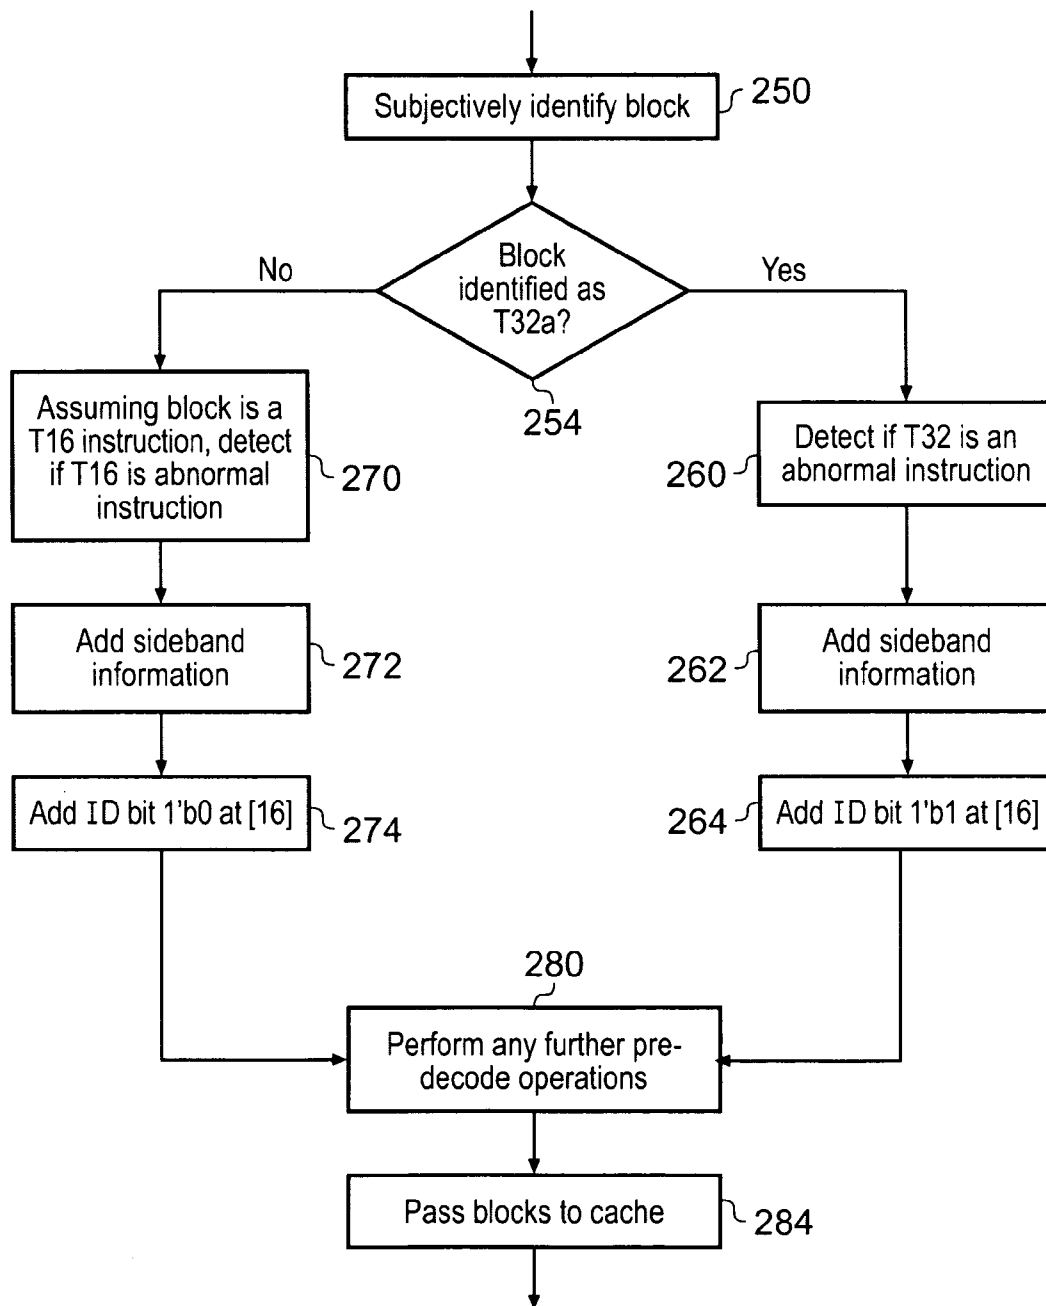 Subjectively identify block
250
Block
identified as
T32a?
No
Yes
254
Assuming block is a
T16 instruction, detect
if T16 is abnormal
instruction
270
Detect if T32 is an
abnormal instruction
260
Add sideband
information
272
Add sideband
information
262
Add ID bit 1'b0 at [16]
274
Add ID bit 1'b1 at [16]
264
280
Perform any further pre-
decode operations
Pass blocks to cache
284